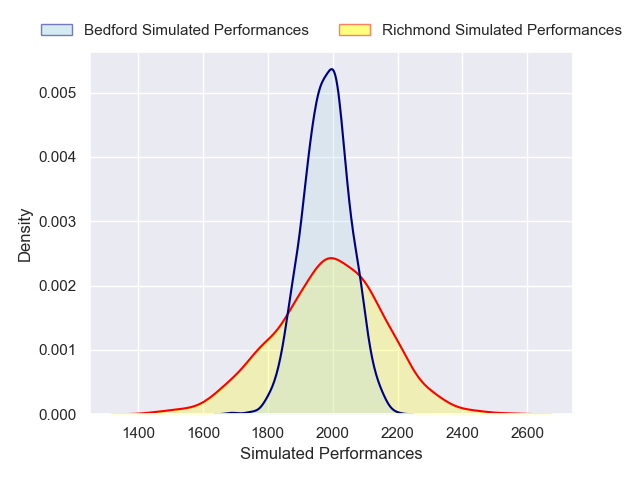 Bedford Simulated Performances Richmond Simulated Performances
0.005
0.004
0.003
0.002
0.001
0.000
Density
1400 1600 1800 2000 2200 2400 2600
Simulated Performances